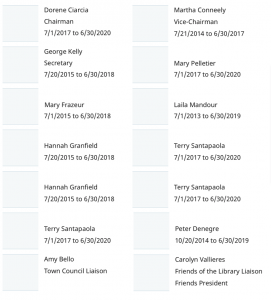 Dorene Ciarcia
Chairman
7/1/2017 to 6/30/2020
Martha Conneely
Vice-Chairman
7/21/2014 to 6/30/2017
George Kelly
Secretary
7/20/2015 to 6/30/2018
Mary Pelletier
7/1/2017 to 6/30/2020
Mary Frazeur
7/1/2015 to 6/30/2018
Laila Mandour
7/1/2013 to 6/30/2019
Hannah Granfield
7/20/2015 to 6/30/2018
Terry Santapaola
7/1/2017 to 6/30/2020
Hannah Granfield
7/20/2015 to 6/30/2018
Terry Santapaola
7/1/2017 to 6/30/2020
Terry Santapaola
7/1/2017 to 6/30/2020
Peter Denegre
10/20/2014 to 6/30/2019
Amy Bello
Town Council Liaison
Carolyn Vallieres
Friends of the Library Liaison
Friends President